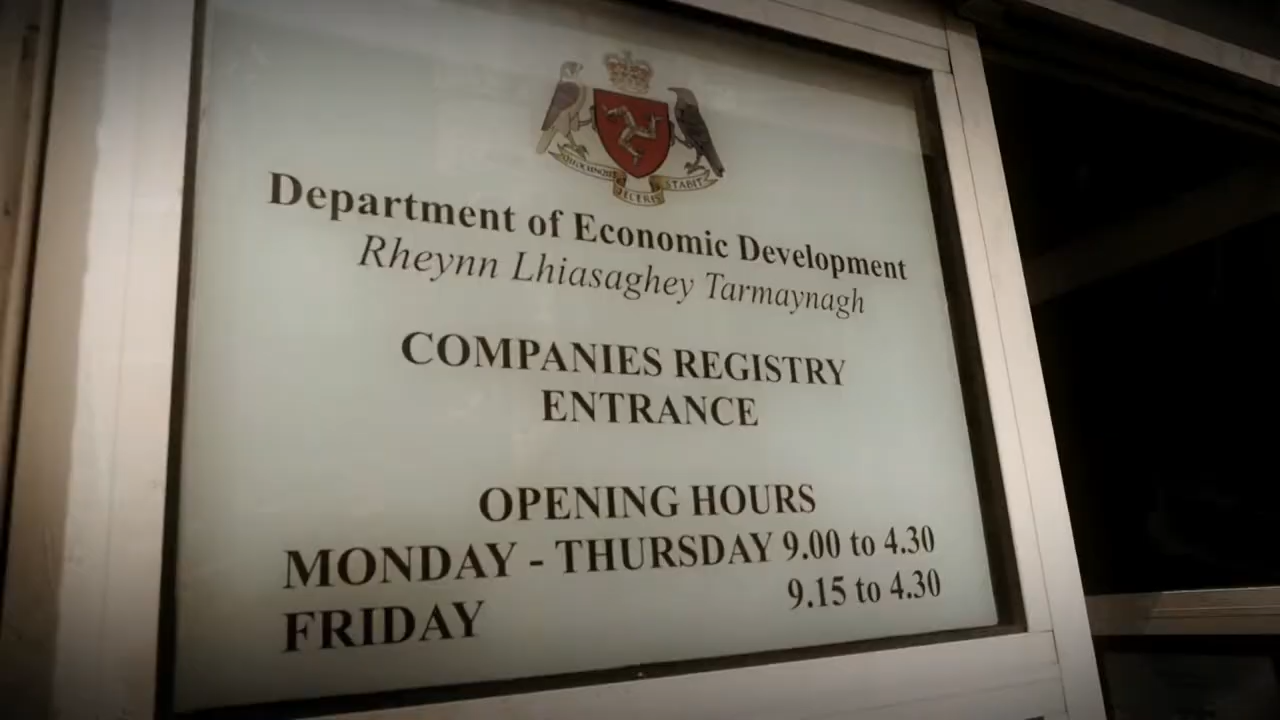 STABIT
Department of Economic Development
Rheynn Lhiasaghey Tarmaynagh
COMPANIES REGISTRY
ENTRANCE
OPENING HOURS
MONDAY - THURSDAY 9.00 to 4.30
FRIDAY 9.15 to 4.30